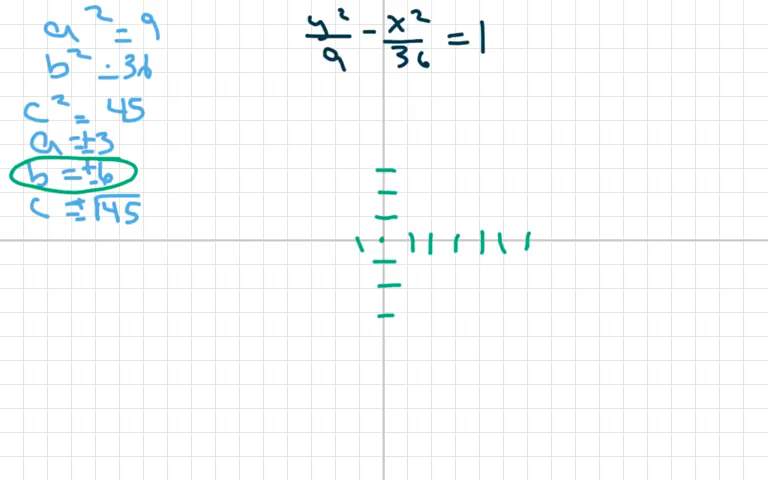 a² = 9
b² = 36
c² = 45
a = ±3
b = ±6
c = ±√45
y²/9 - x²/36 = 1